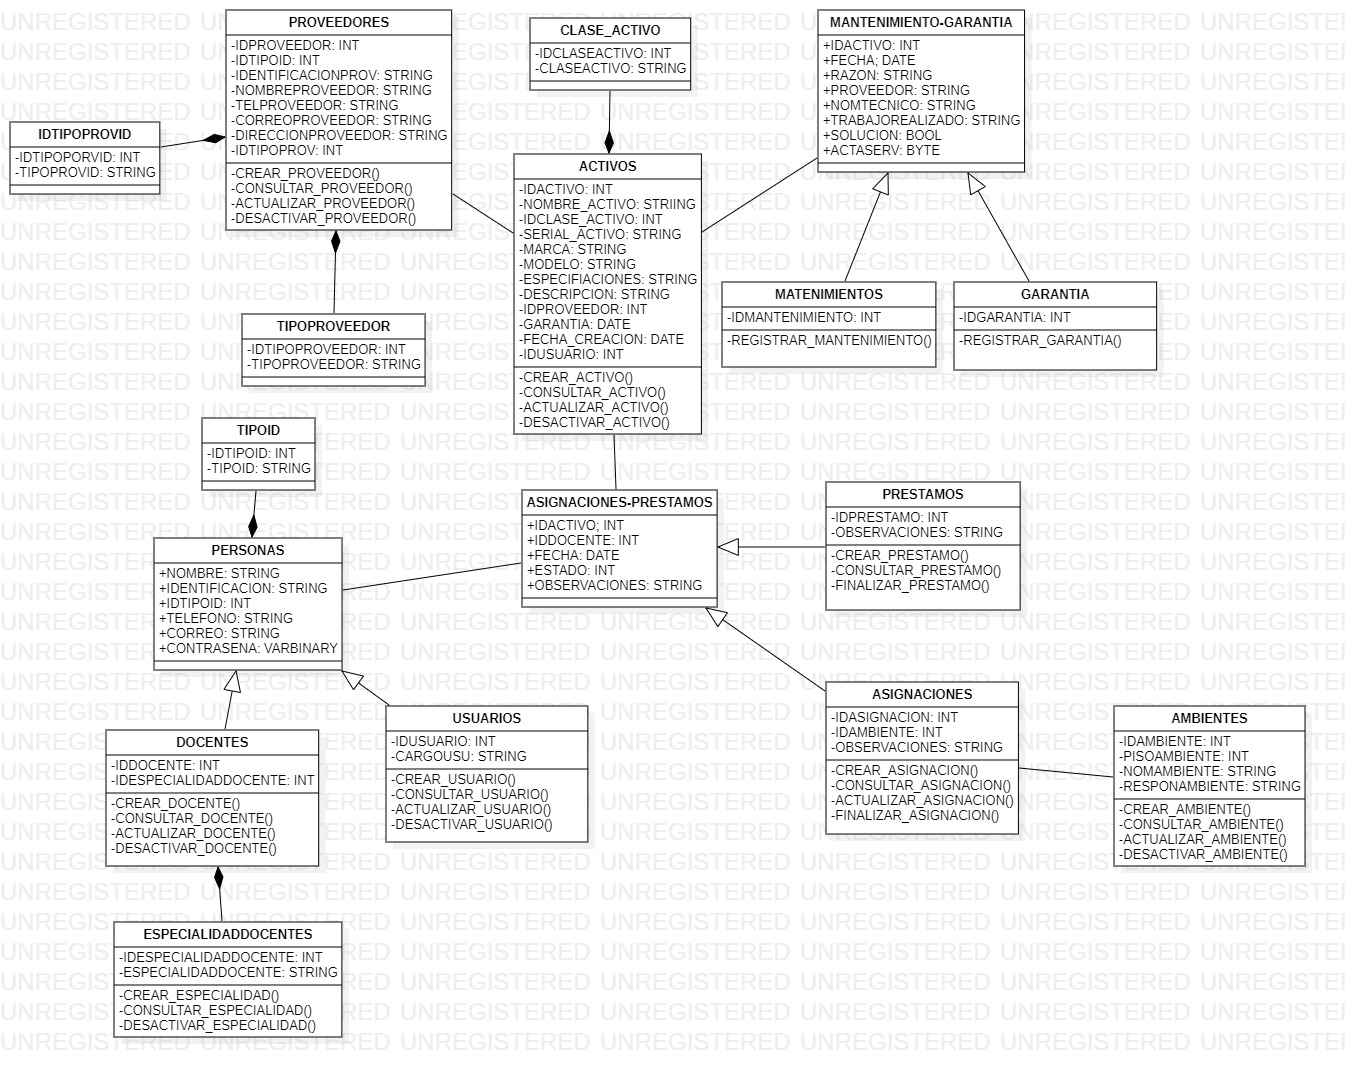 PROVEEDORES
-IDPROVEEDOR: INT
-IDTIPOID: INT
-IDENTIFICACIONPROV: STRING
-NOMBREPROVEEDOR: STRING
-TELPROVEEDOR: STRING
-CORREOPROVEEDOR: STRING
-DIRECCIONPROVEEDOR: STRING
-IDTIPOPROV: INT
-CREAR_PROVEEDOR()
-CONSULTAR_PROVEEDOR()
-ACTUALIZAR_PROVEEDOR()
-DESACTIVAR_PROVEEDOR()
CLASE_ACTIVO
-IDCLASEACTIVO: INT
-CLASEACTIVO: STRING
MANTENIMIENTO-GARANTIA
+IDACTIVO: INT
+FECHA; DATE
+RAZON: STRING
+PROVEEDOR: STRING
+NOMTECNICO: STRING
+TRABAJOREALIZADO: STRING
+SOLUCION: BOOL
+ACTASERV: BYTE
IDTIPOPROVID
-IDTIPOPORVID: INT
-TIPOPROVID: STRING
ACTIVOS
-IDACTIVO: INT
-NOMBRE_ACTIVO: STRIING
-IDCLASE_ACTIVO: INT
-SERIAL_ACTIVO: STRING
-MARCA: STRING
-MODELO: STRING
-ESPECIFIACIONES: STRING
-DESCRIPCION: STRING
-IDPROVEEDOR: INT
-GARANTIA: DATE
-FECHA_CREACION: DATE
-IDUSUARIO: INT
-CREAR_ACTIVO()
-CONSULTAR_ACTIVO()
-ACTUALIZAR_ACTIVO()
-DESACTIVAR_ACTIVO()
MATENIMIENTOS
-IDMANTENIMIENTO: INT
-REGISTRAR_MANTENIMIENTO()
GARANTIA
-IDGARANTIA: INT
-REGISTRAR_GARANTIA()
TIPOPROVEEDOR
-IDTIPOPROVEEDOR: INT
-TIPOPROVEEDOR: STRING
TIPOID
-IDTIPOID: INT
-TIPOID: STRING
ASIGNACIONES-PRESTAMOS
+IDACTIVO; INT
+IDDOCENTE: INT
+FECHA: DATE
+ESTADO: INT
+OBSERVACIONES: STRING
PRESTAMOS
-IDPRESTAMO: INT
-OBSERVACIONES: STRING
-CREAR_PRESTAMO()
-CONSULTAR_PRESTAMO()
-FINALIZAR_PRESTAMO()
PERSONAS
+NOMBRE: STRING
+IDENTIFICACION: STRING
+IDTIPOID: INT
+TELEFONO: STRING
+CORREO: STRING
+CONTRASENA: VARBINARY
ASIGNACIONES
-IDASIGNACION: INT
-IDAMBIENTE: INT
-OBSERVACIONES: STRING
-CREAR_ASIGNACION()
-CONSULTAR_ASIGNACION()
-ACTUALIZAR_ASIGNACION()
-FINALIZAR_ASIGNACION()
AMBIENTES
-IDAMBIENTE: INT
-PISOAMBIENTE: INT
-NOMAMBIENTE: STRING
-RESPONAMBIENTE: STRING
-CREAR_AMBIENTE()
-CONSULTAR_AMBIENTE()
-ACTUALIZAR_AMBIENTE()
-DESACTIVAR_AMBIENTE()
USUARIOS
-IDUSUARIO: INT
-CARGOUSU: STRING
-CREAR_USUARIO()
-CONSULTAR_USUARIO()
-ACTUALIZAR_USUARIO()
-DESACTIVAR_USUARIO()
DOCENTES
-IDDOCENTE: INT
-IDESPECIALIDADDOCENTE: INT
-CREAR_DOCENTE()
-CONSULTAR_DOCENTE()
-ACTUALIZAR_DOCENTE()
-DESACTIVAR_DOCENTE()
ESPECIALIDADDOCENTES
-IDESPECIALIDADDOCENTE: INT
-ESPECIALIDADDOCENTE: STRING
-CREAR_ESPECIALIDAD()
-CONSULTAR_ESPECIALIDAD()
-DESACTIVAR_ESPECIALIDAD()
UNREGISTERED